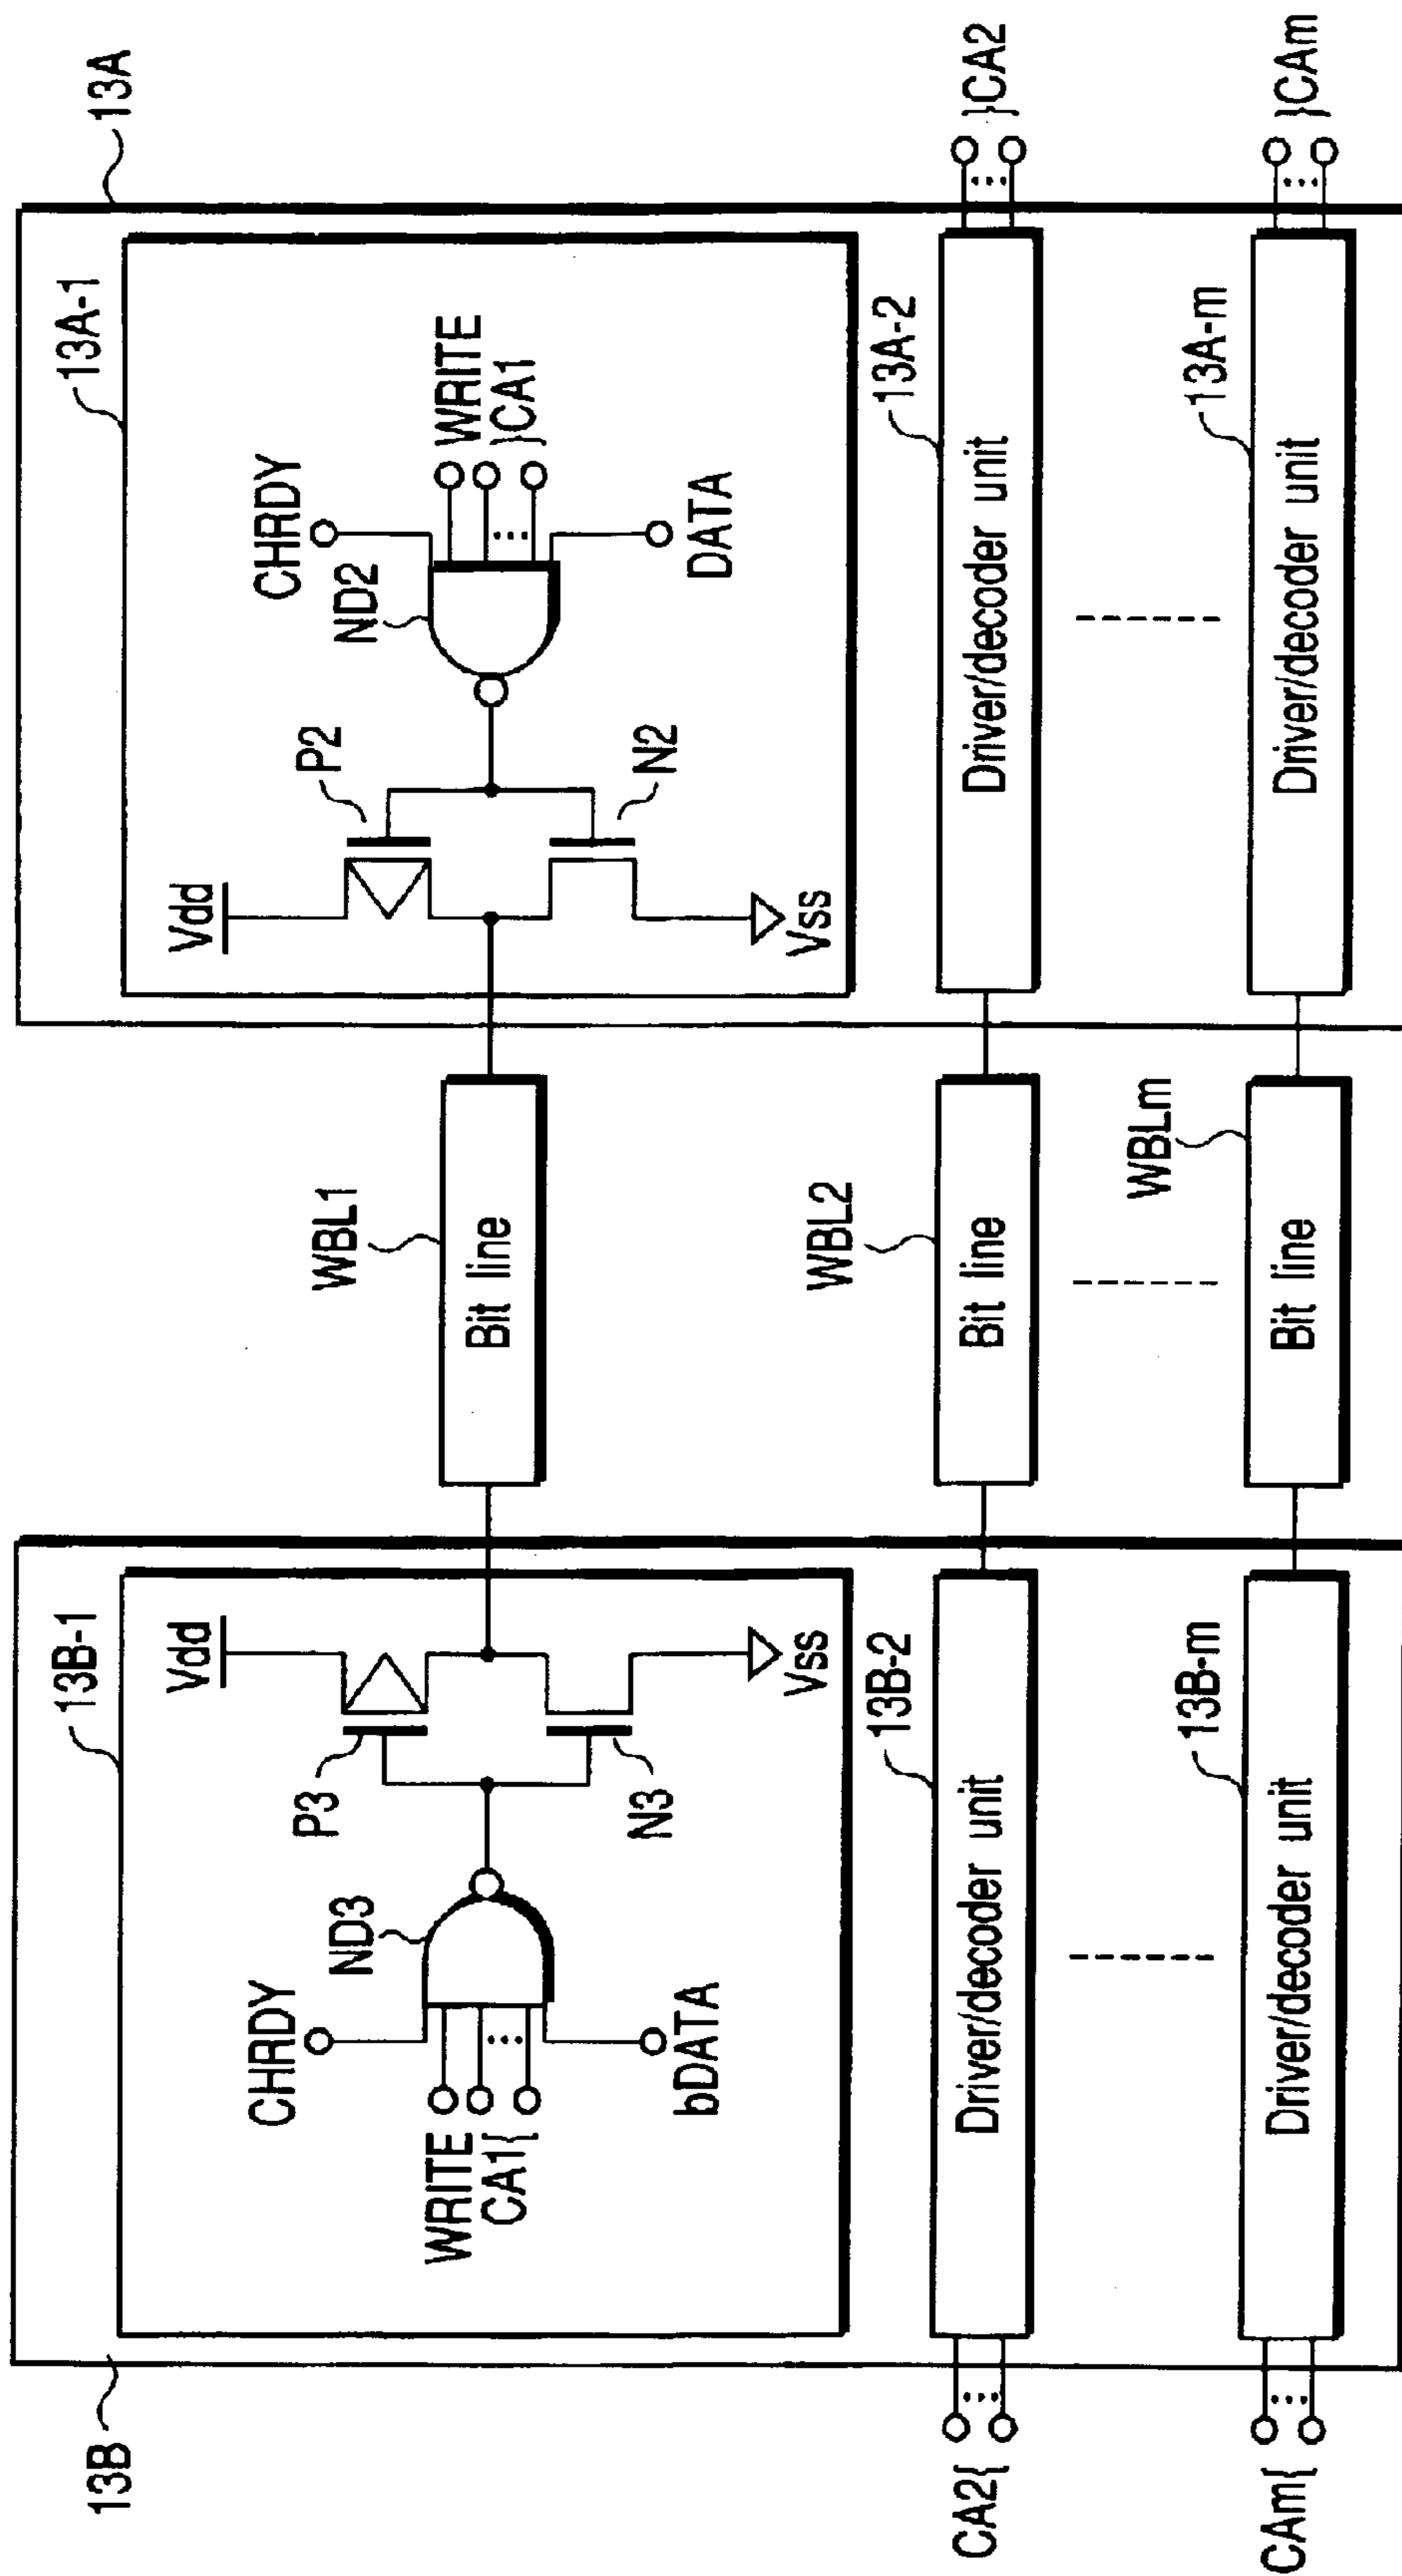 13B
13B-1
CHRDY
ND3
P3
Vdd
WRITE
CA1{
bDATA
N3
Vss
WBL1
Bit line
13A
13A-1
Vdd
P2
ND2
CHRDY
WRITE
}CA1
N2
DATA
Vss
CA2{
13B-2
Driver/decoder unit
WBL2
Bit line
13A-2
Driver/decoder unit
}CA2
CAm{
13B-m
Driver/decoder unit
WBLm
Bit line
13A-m
Driver/decoder unit
}CAm